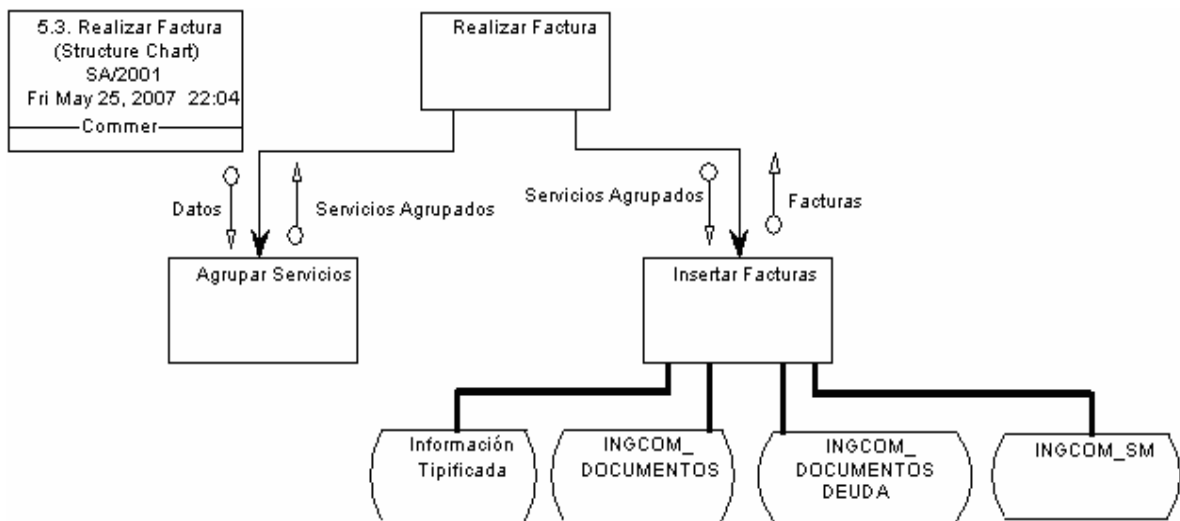 5.3. Realizar Factura
(Structure Chart)
SA/2001
Fri May 25, 2007 22:04
Commer
Realizar Factura
Datos
Servicios Agrupados
Servicios Agrupados
Facturas
Agrupar Servicios
Insertar Facturas
Información
Tipificada
INGCOM_
DOCUMENTOS
INGCOM_
DOCUMENTOS
DEUDA
INGCOM_SM